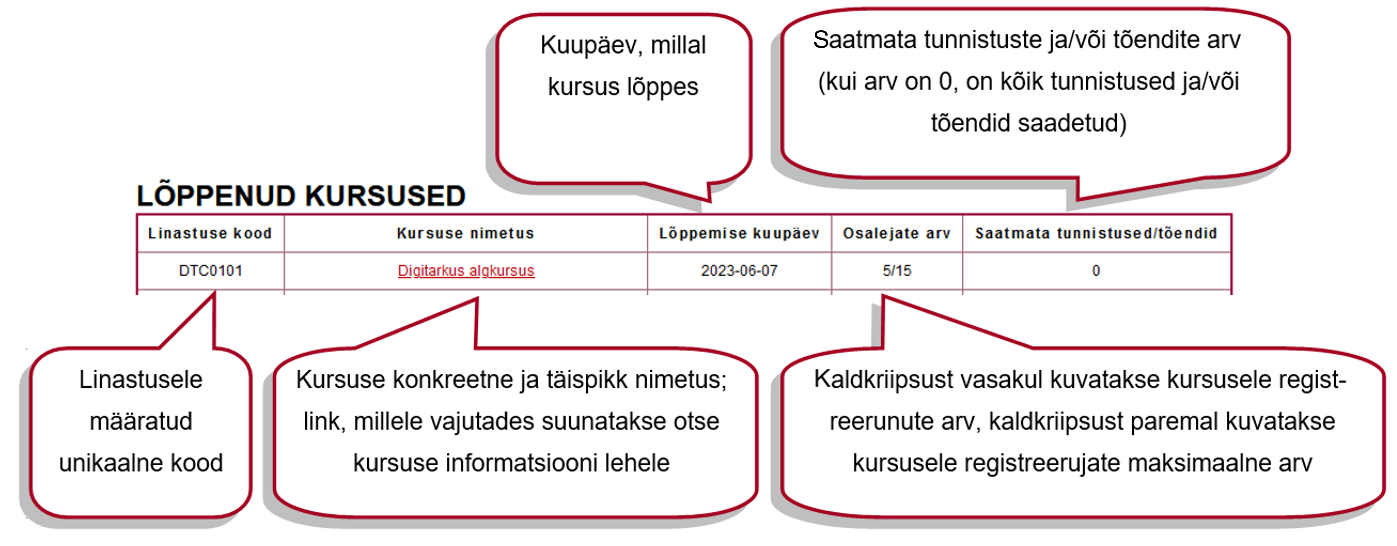 Kuupäev, millal
kursus lõppes
Saatmata tunnistuste ja/või tõendite arv
(kui arv on 0, on kõik tunnistused ja/või
tõendid saadetud)
LÕPPENUD KURSUSED
Linastuse kood Kursuse nimetus Lõppemise kuupäev Osalejate arv Saatmata tunnistused/tõendid
DTC0101 Digitarkus algkursus 2023-06-07 5/15 0
Linastusele
määratud
unikaalne kood
Kursuse konkreetne ja täispikk nimetus;
link, millele vajutades suunatakse otse
kursuse informatsiooni lehele
Kaldkriipsust vasakul kuvatakse kursusele regist-
reerunute arv, kaldkriipsust paremal kuvatakse
kursusele registreerujate maksimaalne arv